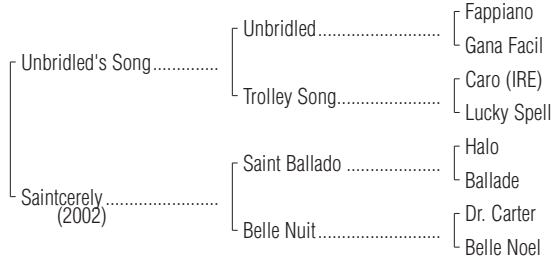 Fappiano
Unbridled..........................
Gana Facil
Unbridled's Song..............
Caro (IRE)
Trolley Song......................
Lucky Spell
Halo
Saint Ballado ....................
Ballade
Saintcerely ........................
(2002)
Dr. Carter
Belle Nuit..........................
Belle Noel